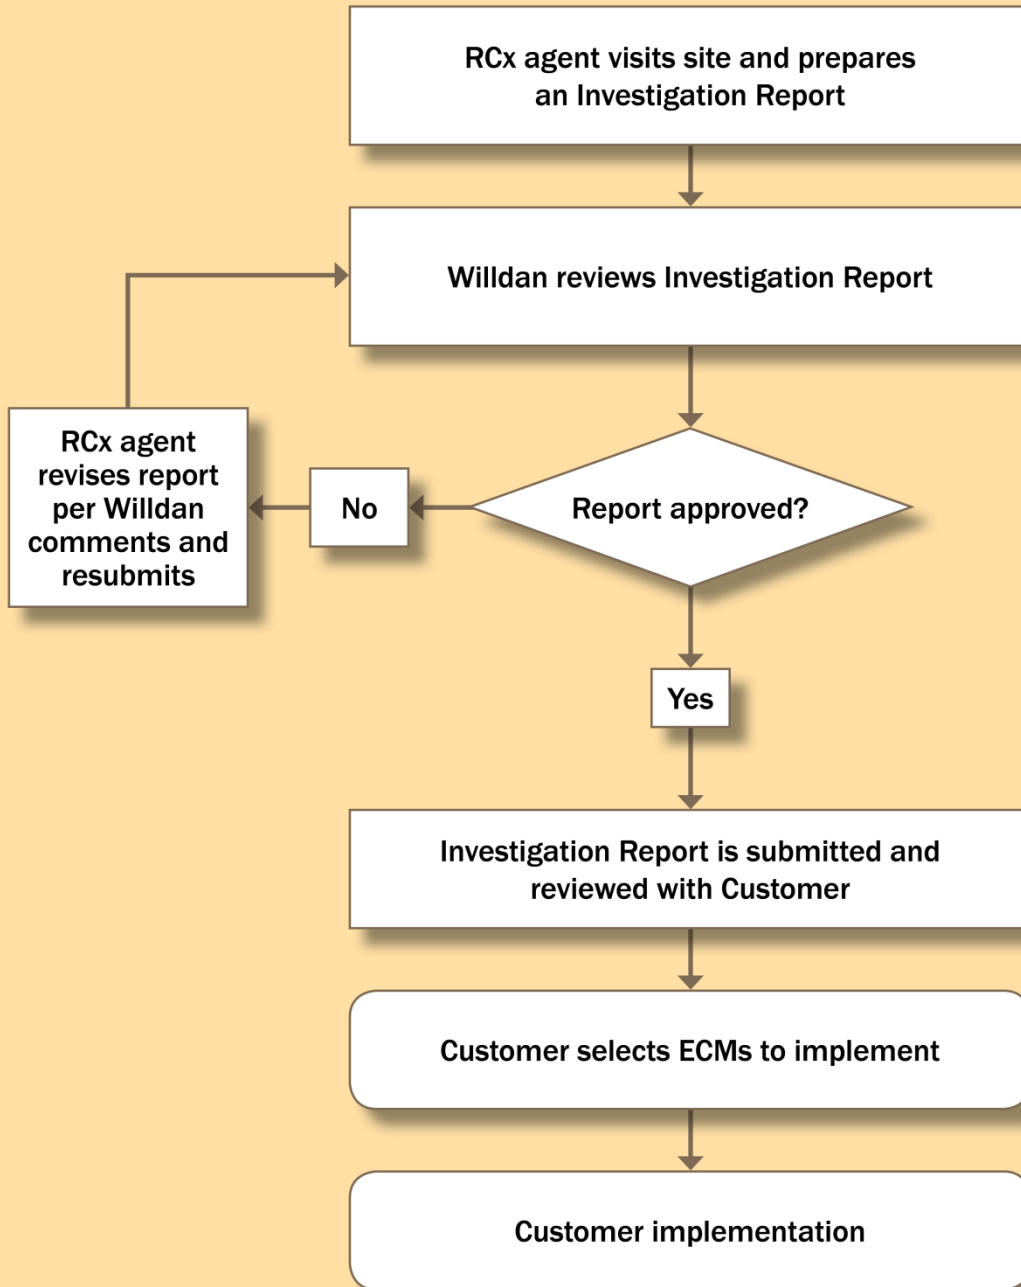 RCx agent visits site and prepares
an Investigation Report
Willdan reviews Investigation Report
RCx agent
revises report
per Willdan
comments and
resubmits
No
Report approved?
Yes
Investigation Report is submitted and
reviewed with Customer
Customer selects ECMs to implement
Customer implementation